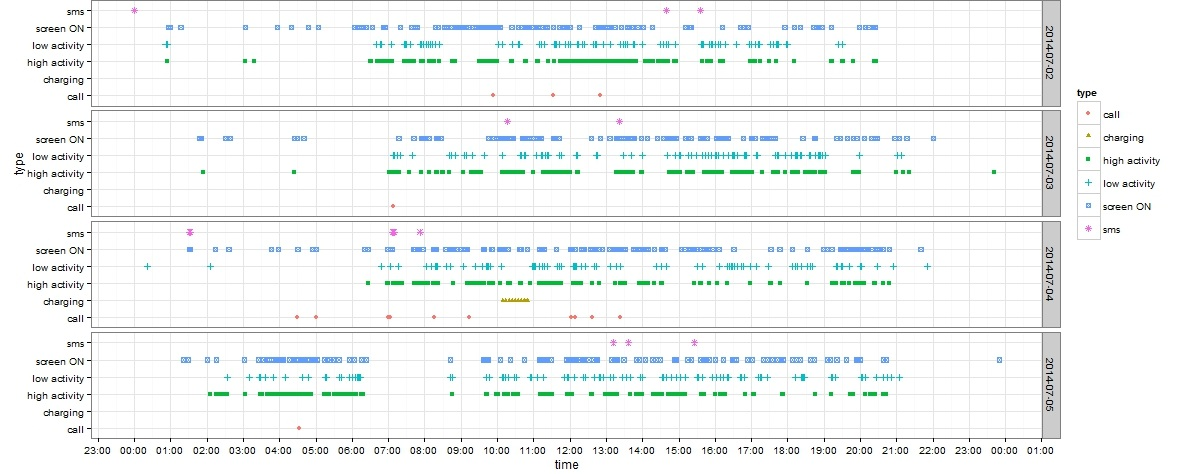 sms
screen ON
low activity
high activity
charging
call
2014-07-02
sms
screen ON
low activity
high activity
charging
call
2014-07-03
sms
screen ON
low activity
high activity
charging
call
2014-07-04
sms
screen ON
low activity
high activity
charging
call
2014-07-05
type
23:00 00:00 01:00 02:00 03:00 04:00 05:00 06:00 07:00 08:00 09:00 10:00 11:00 12:00 13:00 14:00 15:00 16:00 17:00 18:00 19:00 20:00 21:00 22:00 23:00 00:00 01:00
time
type
call
charging
high activity
low activity
screen ON
sms